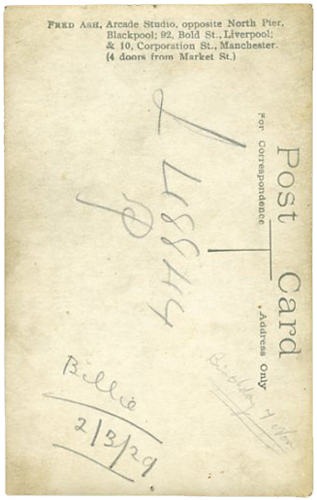 FRED ASH, Arcade Studio, opposite North Pier,
Blackpool; 92, Bold St., Liverpool;
& 10, Corporation St., Manchester.
(4 doors from Market St.)
Post Card
For Correspondence
Address Only
L 48849
P
Billie
2/3/29